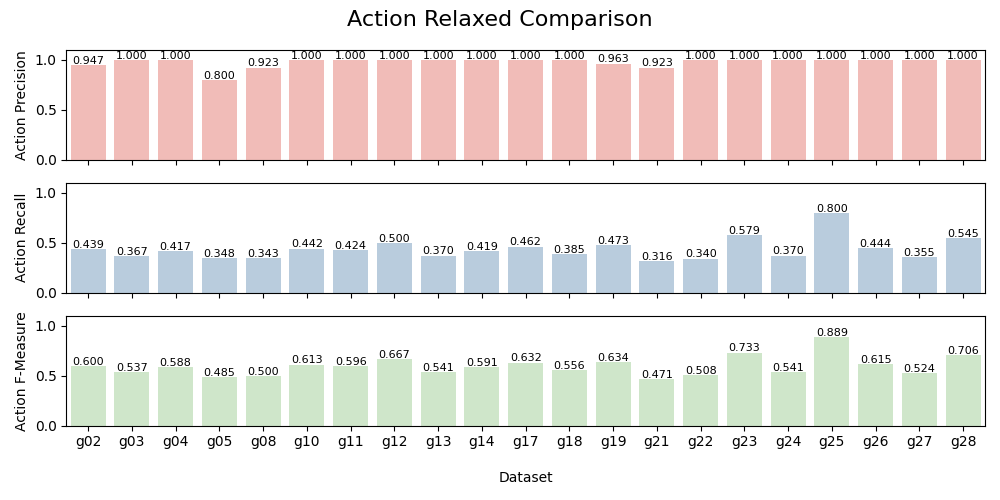 Action Relaxed Comparison
Action Precision
1.0
0.5
0.0
0.947 1.000 1.000 0.800 0.923 1.000 1.000 1.000 1.000 1.000 1.000 1.000 0.963 0.923 1.000 1.000 1.000 1.000 1.000 1.000 1.000
Action Recall
1.0
0.5
0.0
0.439 0.367 0.417 0.348 0.343 0.442 0.424 0.500 0.370 0.419 0.462 0.385 0.473 0.316 0.340 0.579 0.370 0.800 0.444 0.355 0.545
Action F-Measure
1.0
0.5
0.0
0.600 0.537 0.588 0.485 0.500 0.613 0.596 0.667 0.541 0.591 0.632 0.556 0.634 0.471 0.508 0.733 0.541 0.889 0.615 0.524 0.706
g02 g03 g04 g05 g08 g10 g11 g12 g13 g14 g17 g18 g19 g21 g22 g23 g24 g25 g26 g27 g28
Dataset